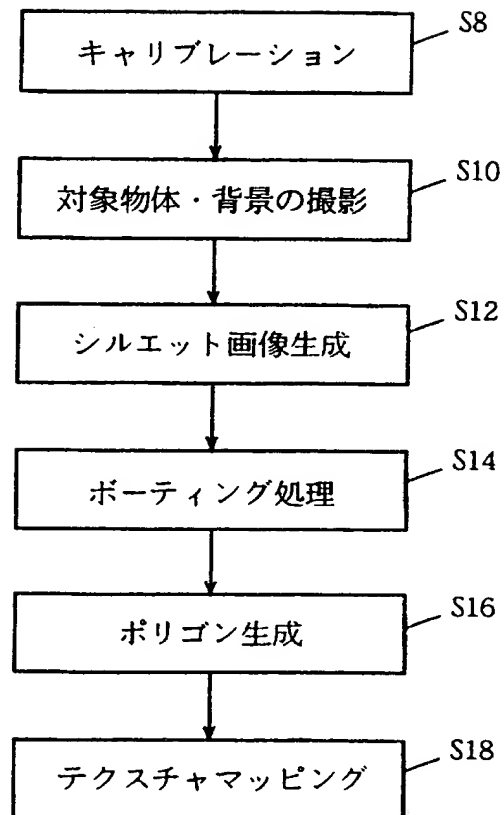 キャリブレーション
S8
対象物体・背景の撮影
S10
シルエット画像生成
S12
ボーティング処理
S14
ポリゴン生成
S16
テクスチャマッピング
S18